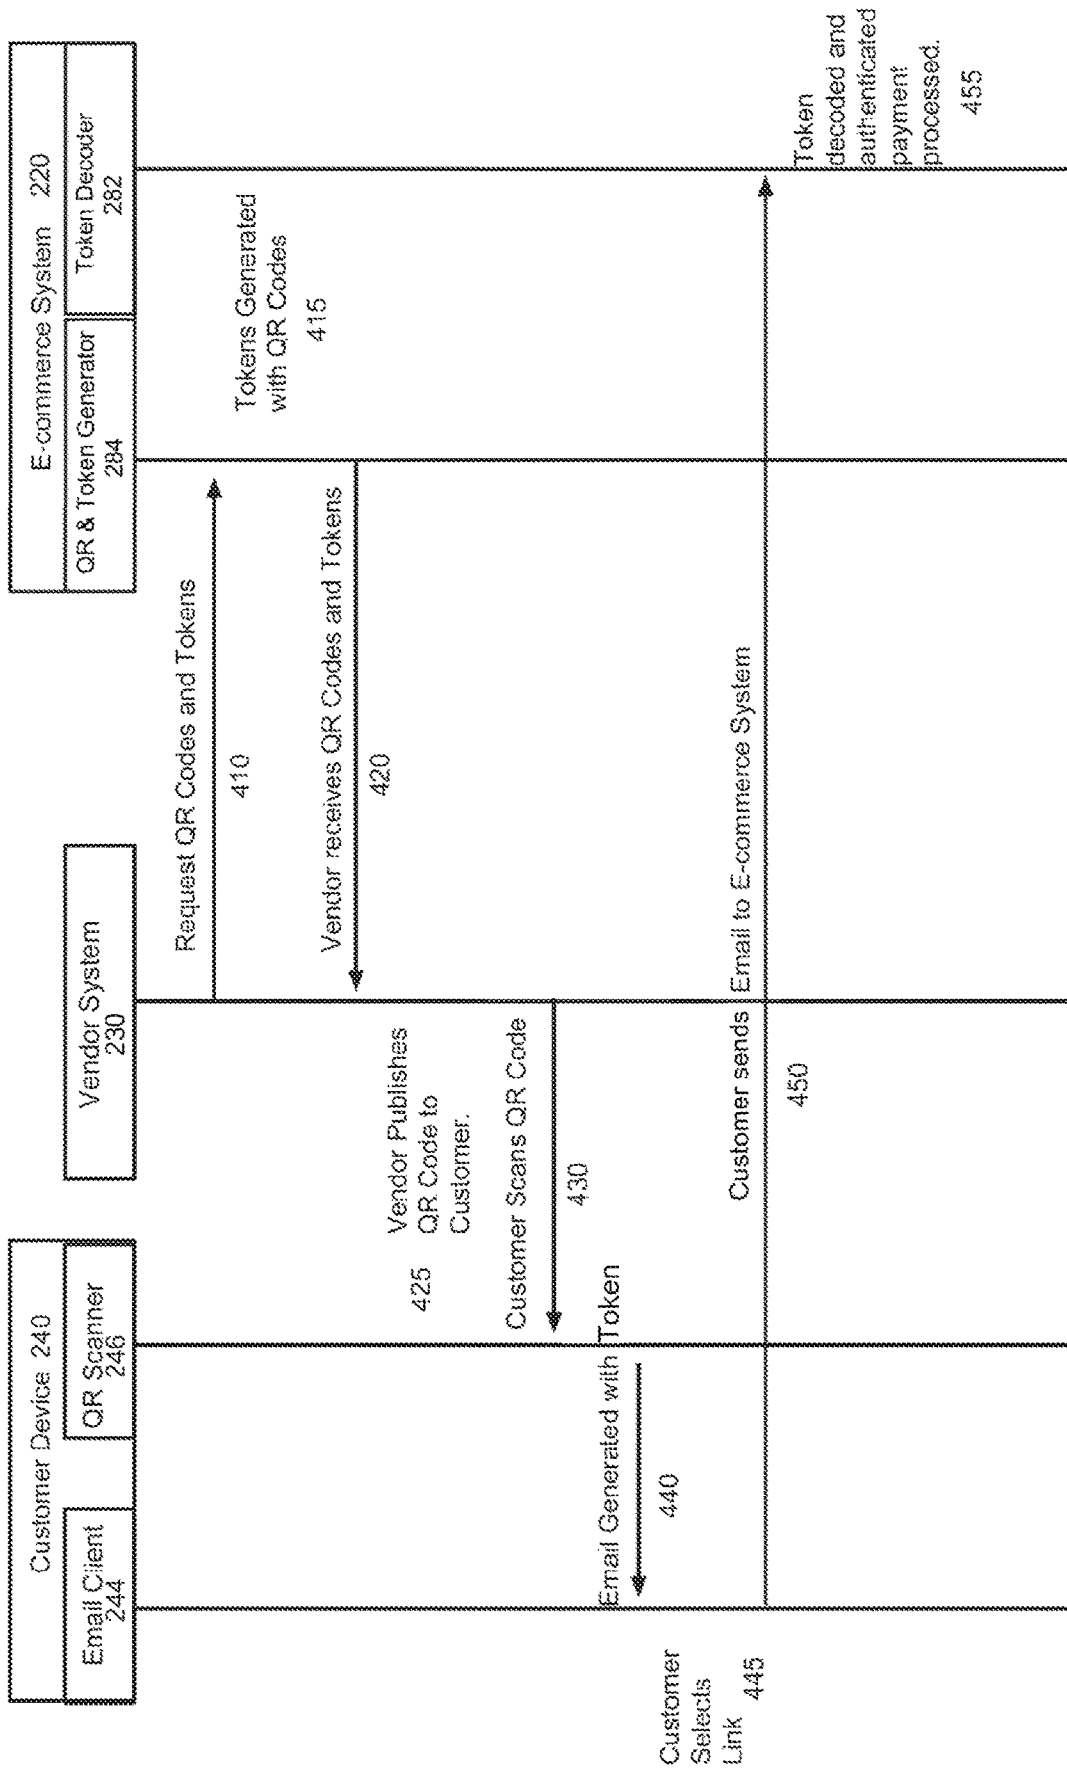 Customer Device 240
Email Client
244
QR Scanner
246
Vendor System
230
E-commerce System 220
QR & Token Generator
284
Token Decoder
282
Request QR Codes and Tokens
410
Tokens Generated
with QR Codes
415
Vendor receives QR Codes and Tokens
420
Vendor Publishes
QR Code to
Customer.
425
Customer Scans QR Code
430
Email Generated with Token
440
Customer
Selects
Link
445
Customer sends Email to E-commerce System
450
Token
decoded and
authenticated
payment
processed.
455